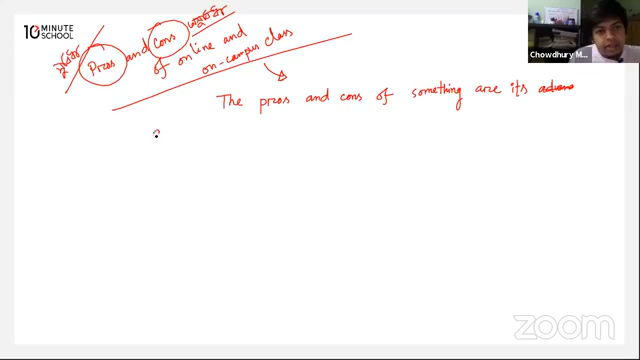 10 MINUTE SCHOOL
Chowdhury M...
Pros and Cons
of online and
on-campus class
The pros and cons of something are its
zoom